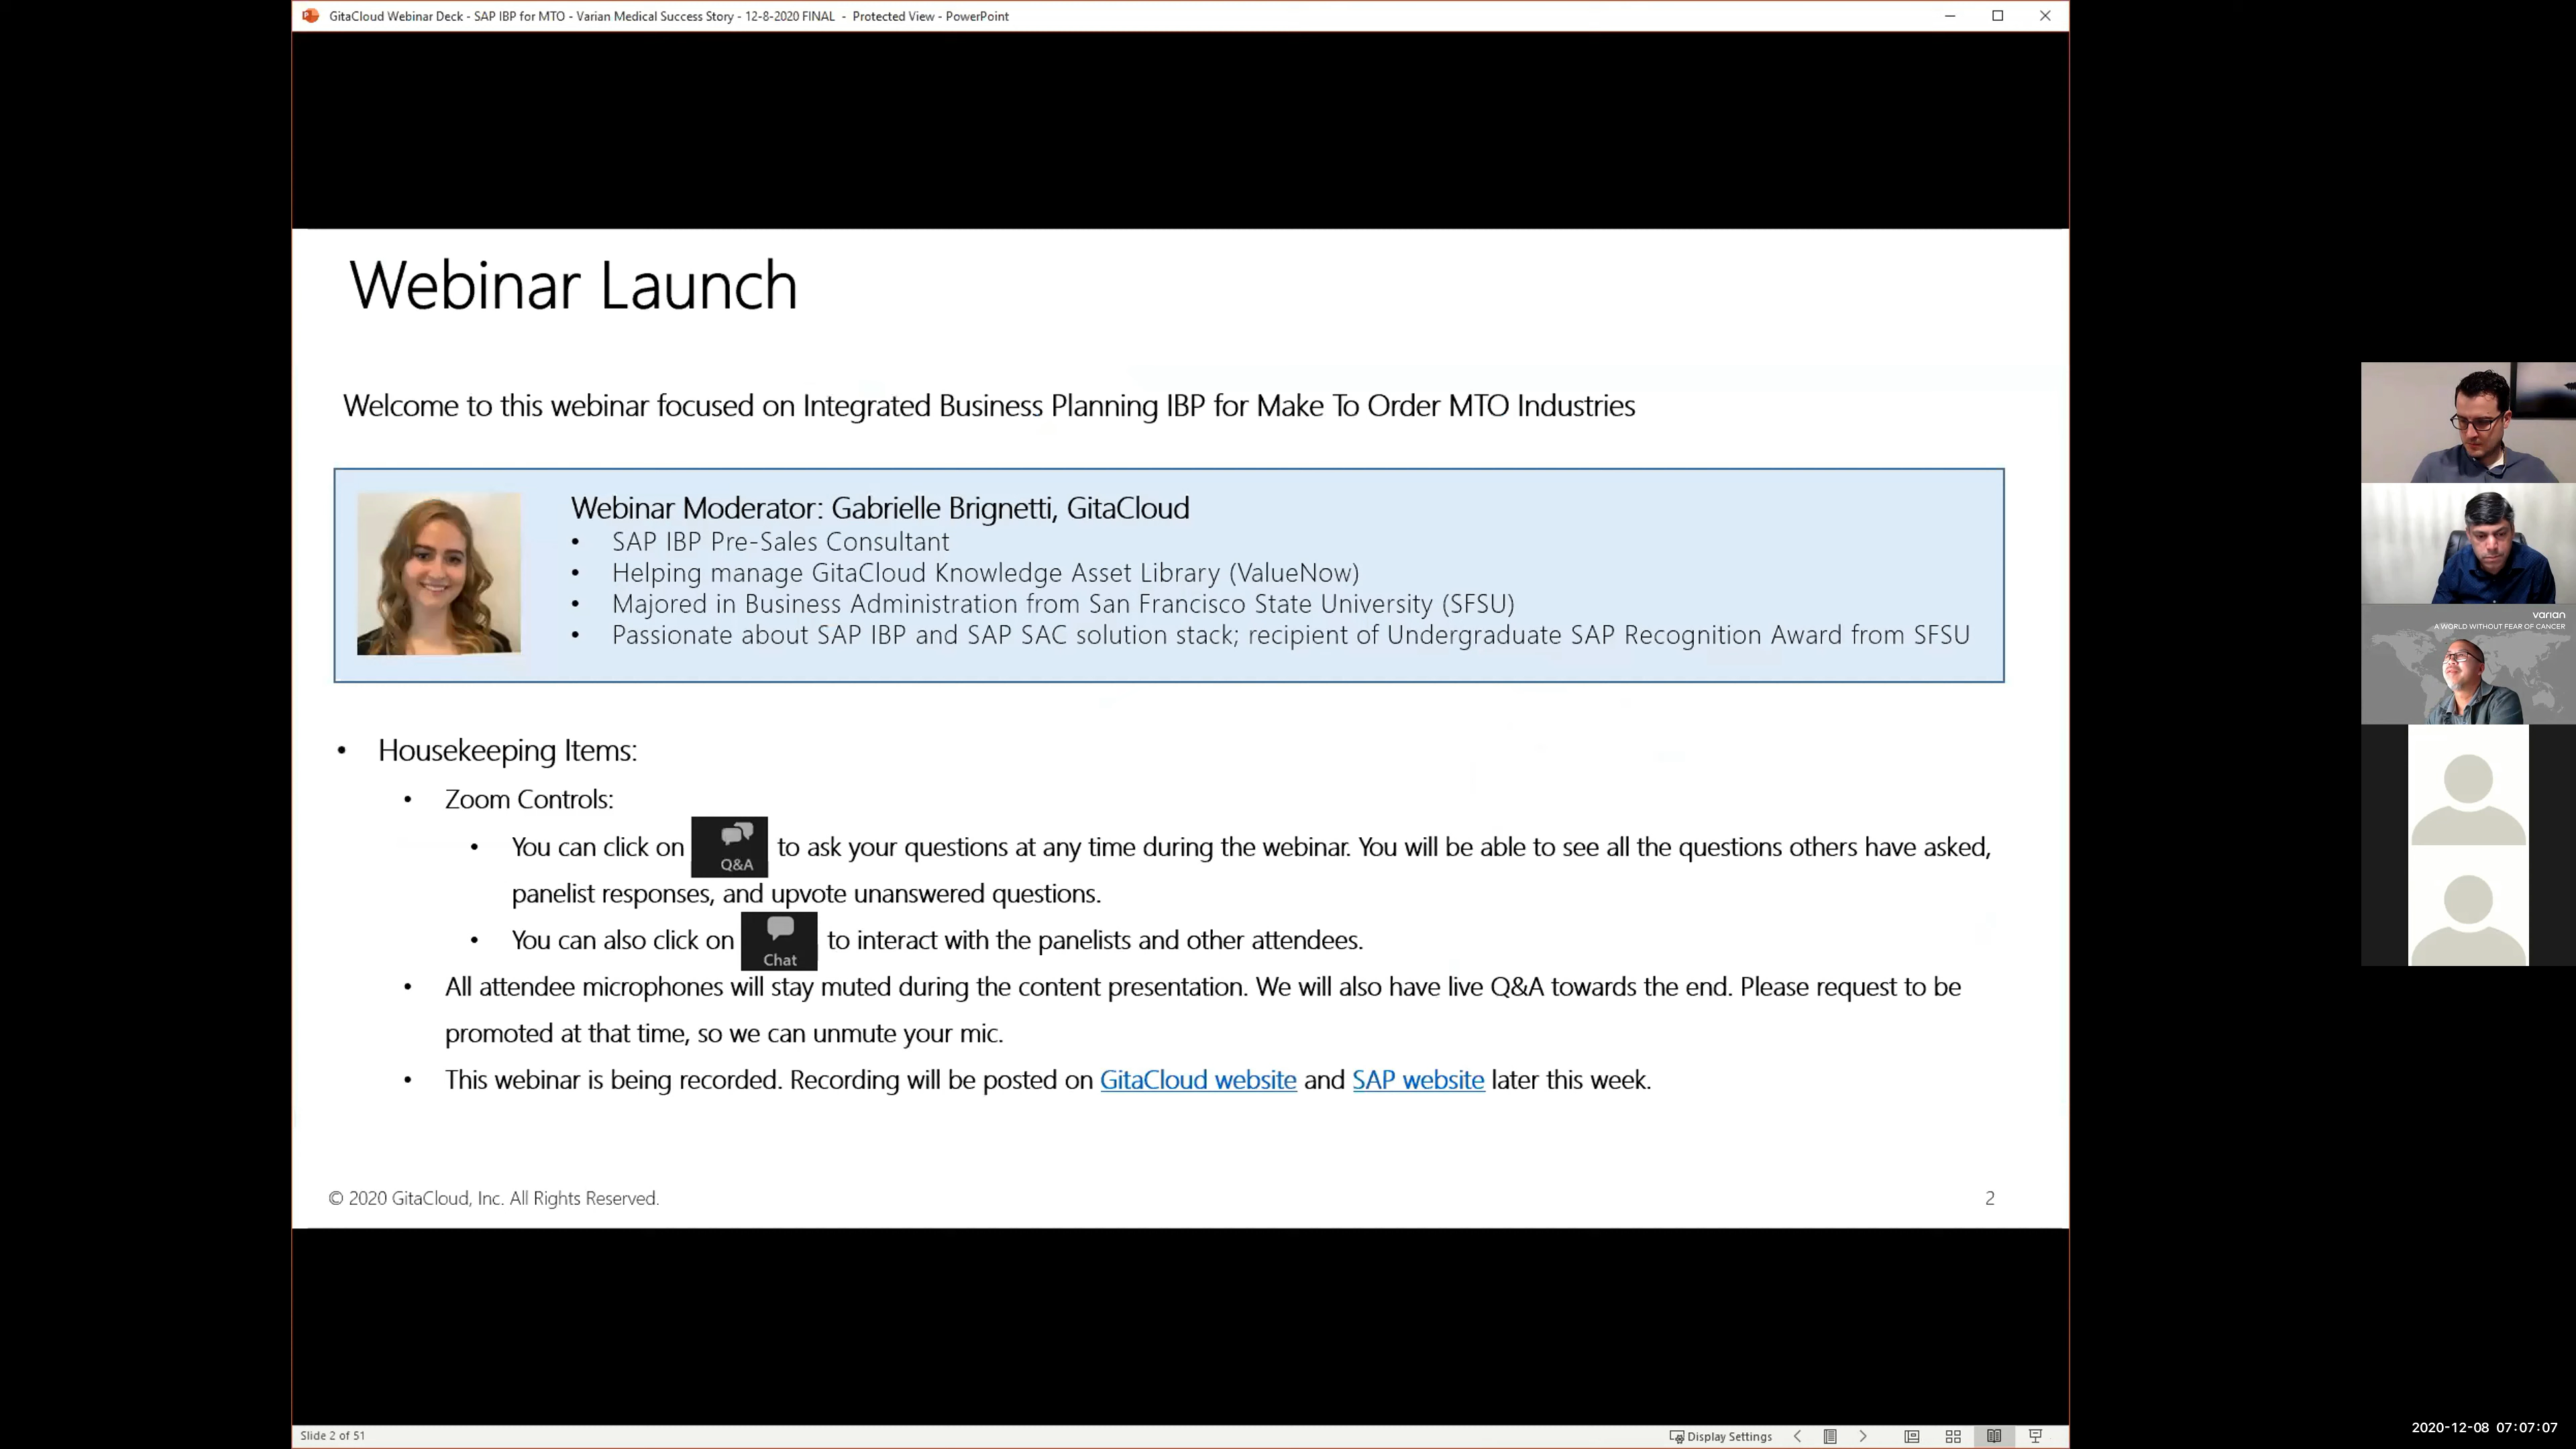 GitaCloud Webinar Deck - SAP IBP for MTO - Varian Medical Success Story - 12-8-2020 FINAL - Protected View - PowerPoint
Webinar Launch
Welcome to this webinar focused on Integrated Business Planning IBP for Make To Order MTO Industries
Webinar Moderator: Gabrielle Brignetti, GitaCloud
• SAP IBP Pre-Sales Consultant
• Helping manage GitaCloud Knowledge Asset Library (ValueNow)
• Majored in Business Administration from San Francisco State University (SFSU)
• Passionate about SAP IBP and SAP SAC solution stack; recipient of Undergraduate SAP Recognition Award from SFSU
varian
A WORLD WITHOUT FEAR OF CANCER
• Housekeeping Items:
• Zoom Controls:
• You can click on Q&A to ask your questions at any time during the webinar. You will be able to see all the questions others have asked,
panelist responses, and upvote unanswered questions.
• You can also click on Chat to interact with the panelists and other attendees.
• All attendee microphones will stay muted during the content presentation. We will also have live Q&A towards the end. Please request to be
promoted at that time, so we can unmute your mic.
• This webinar is being recorded. Recording will be posted on GitaCloud website and SAP website later this week.
© 2020 GitaCloud, Inc. All Rights Reserved.
2
Slide 2 of 51
Display Settings
2020-12-08 07:07:07